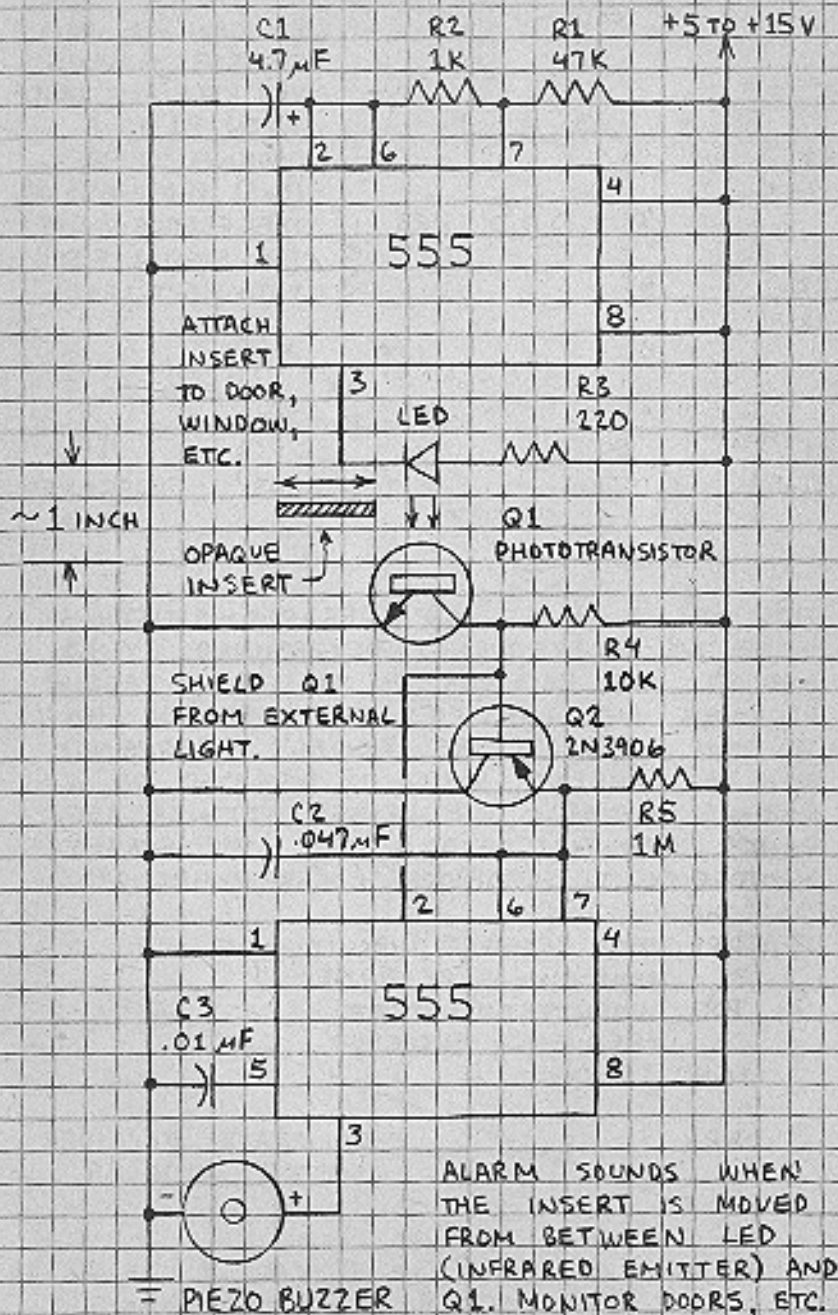 C1
4.7µF
R2
1K
R1
47K
+5 TO +15V
+
2
6
7
4
555
1
8
ATTACH
INSERT
TO DOOR,
WINDOW,
ETC.
3
LED
R3
220
~1 INCH
OPAQUE
INSERT
Q1
PHOTOTRANSISTOR
R4
10K
SHIELD Q1
FROM EXTERNAL
LIGHT.
Q2
2N3906
R5
1M
C2
.047µF
2
6
7
1
4
555
C3
.01µF
5
8
3
-
+
PIEZO BUZZER
ALARM SOUNDS WHEN
THE INSERT IS MOVED
FROM BETWEEN LED
(INFRARED EMITTER) AND
Q1. MONITOR DOORS, ETC.